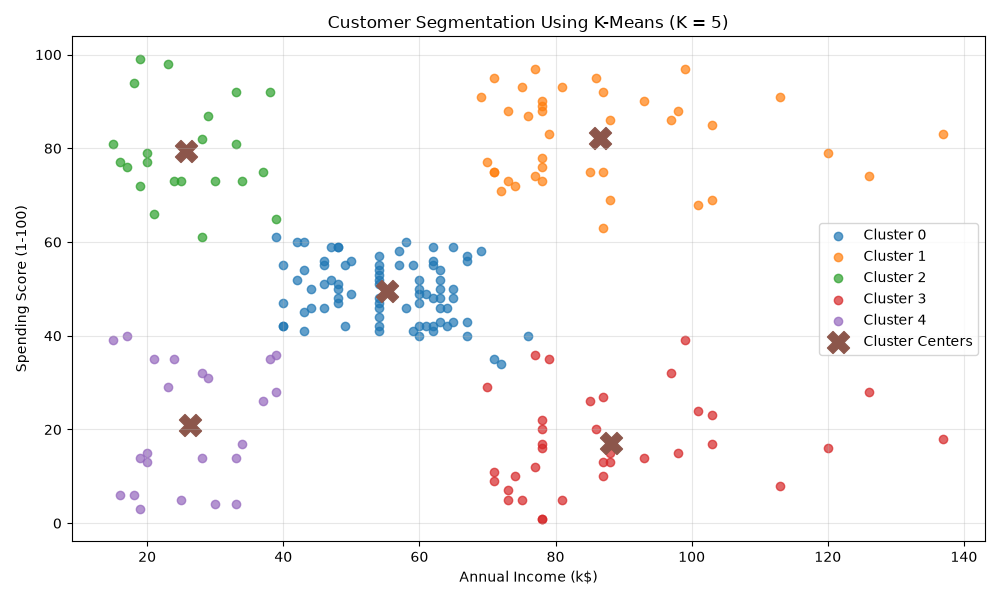 Customer Segmentation Using K-Means (K = 5)
Spending Score (1-100)
100
80
60
40
20
0
Cluster 0
Cluster 1
Cluster 2
Cluster 3
Cluster 4
Cluster Centers
20 40 60 80 100 120 140
Annual Income (k$)